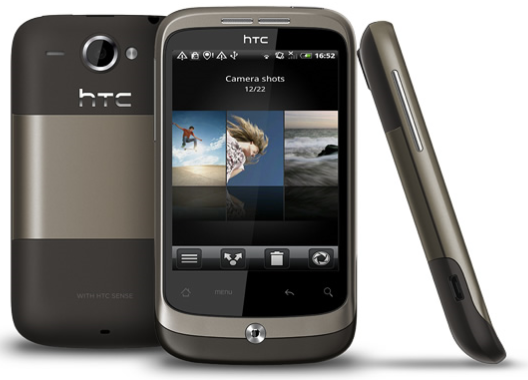 hTC
WITH HTC SENSE
hTC
16:52
Camera shots
12/22
menu